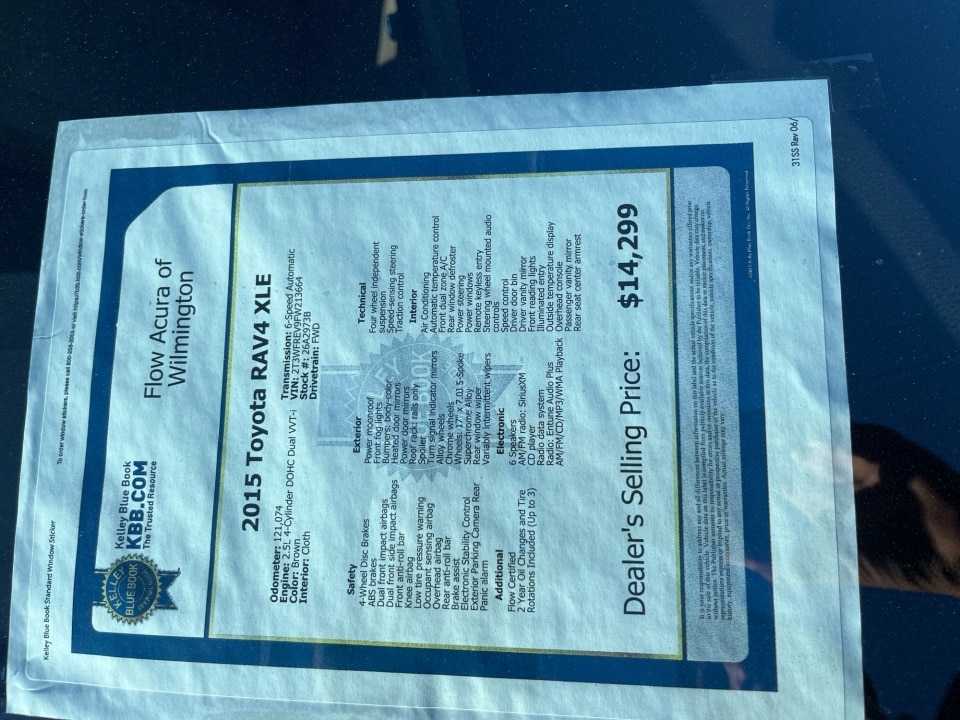 Kelley Blue Book Standard Window Sticker
To order window stickers, please call 800-258-2005 or visit
KELLEY
BLUE BOOK
Kelley Blue Book
KBB.COM
The Trusted Resource
Flow Acura of
Wilmington
2015 Toyota RAV4 XLE
Odometer: 121,074
Engine: 2.5L 4-Cylinder DOHC Dual VVT-i
Color: Brown
Interior: Cloth
Transmission: 6-Speed Automatic
VIN: 2T3WFREV9FW213664
Stock #: 26A2973B
Drivetrain: FWD
Safety
4-Wheel Disc Brakes
ABS brakes
Dual front impact airbags
Dual front side impact airbags
Front anti-roll bar
Knee airbag
Low tire pressure warning
Occupant sensing airbag
Overhead airbag
Rear anti-roll bar
Brake assist
Electronic Stability Control
Exterior Parking Camera Rear
Panic alarm
Additional
Flow Certified
2 Year Oil Changes and Tire
Rotations Included (Up to 3)
Exterior
Power moonroof
Front fog lights
Bumpers: body-color
Heated door mirrors
Power door mirrors
Roof rack: rails only
Spoiler
Turn signal indicator mirrors
Alloy wheels
Chrome wheels
Wheels: 17" x 7.0J 5-Spoke
Superchrome Alloy
Rear window wiper
Variably intermittent wipers
Electronic
6 Speakers
AM/FM radio: SiriusXM
CD player
Radio data system
Radio: Entune Audio Plus
AM/FM/CD/MP3/WMA Playback
Technical
Four wheel independent
suspension
Speed-sensing steering
Traction control
Interior
Air Conditioning
Automatic temperature control
Front dual zone A/C
Rear window defroster
Power steering
Power windows
Remote keyless entry
Steering wheel mounted audio
controls
Speed control
Driver door bin
Driver vanity mirror
Front reading lights
Illuminated entry
Outside temperature display
Overhead console
Passenger vanity mirror
Rear seat center armrest
Dealer's Selling Price: $14,299
31SS Rev 06/